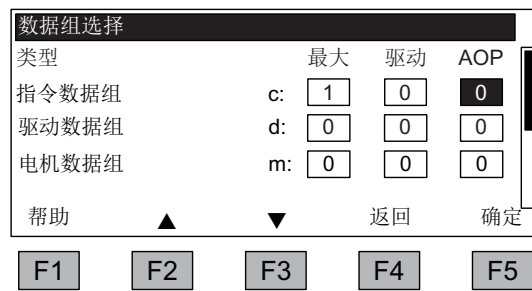 数据组选择
类型 最大 驱动 AOP
指令数据组 c: 1 0 0
驱动数据组 d: 0 0 0
电机数据组 m: 0 0 0
帮助 ▲ ▼ 返回 确定
F1 F2 F3 F4 F5